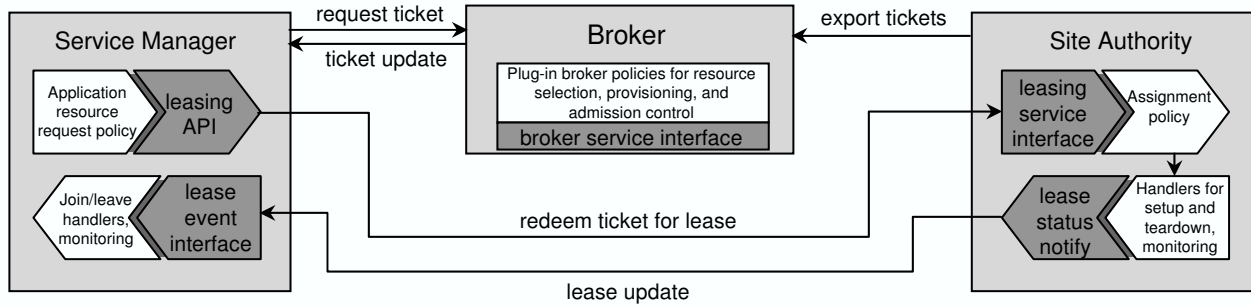 request ticket
ticket update
export tickets
Service Manager
Application
resource
request policy
leasing
API
Join/leave
handlers,
monitoring
lease
event
interface
Broker
Plug-in broker policies for resource
selection, provisioning, and
admission control
broker service interface
Site Authority
leasing
service
interface
Assignment
policy
lease
status
notify
Handlers for
setup and
teardown,
monitoring
redeem ticket for lease
lease update